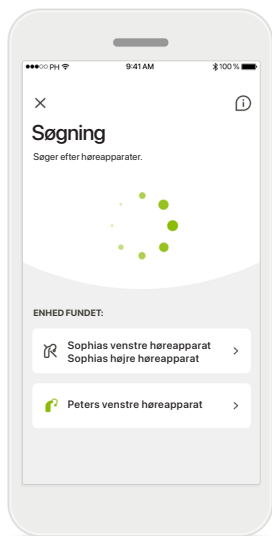 ●●●○○ PH 9:41 AM 100 %
Søgning
Søger efter høreapparater.
ENHED FUNDET:
Sophias venstre høreapparat
Sophias højre høreapparat
Peters venstre høreapparat